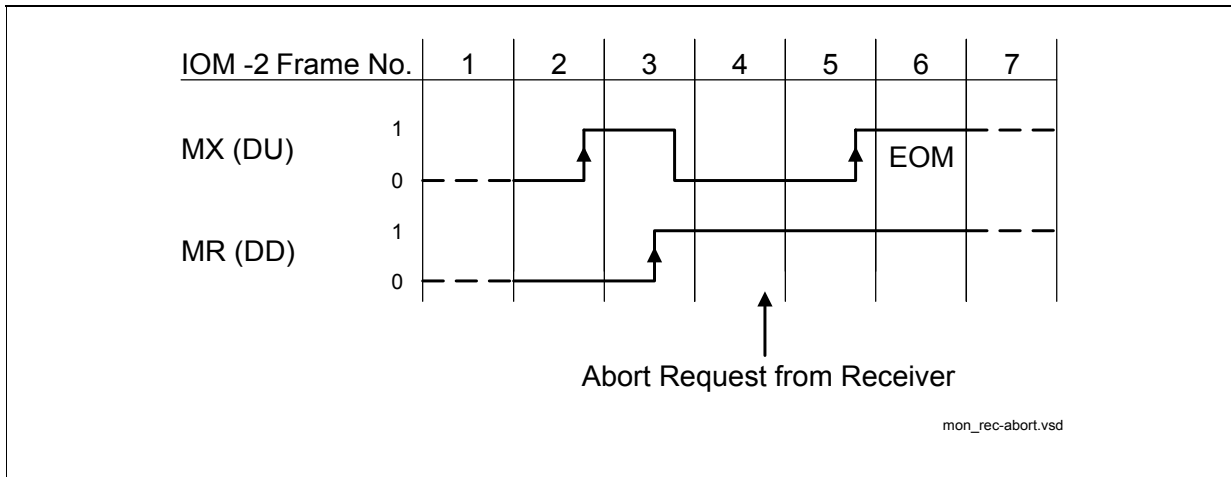 IOM -2 Frame No. 1 2 3 4 5 6 7
MX (DU) 1
0
EOM
MR (DD) 1
0
Abort Request from Receiver
mon_rec-abort.vsd